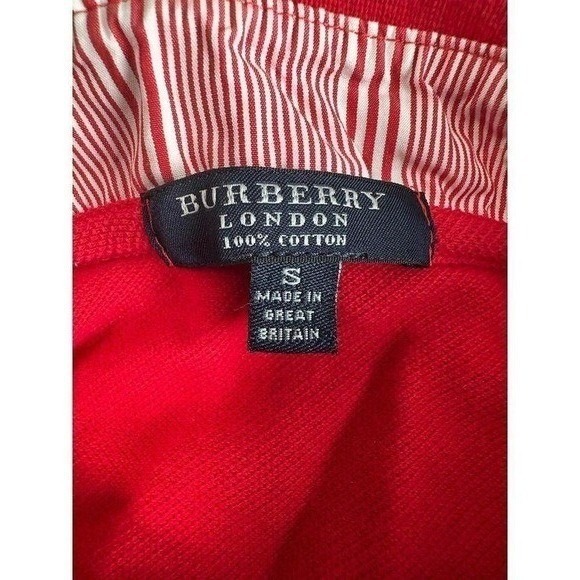 BURBERRY
LONDON
100% COTTON
S
MADE IN
GREAT
BRITAIN